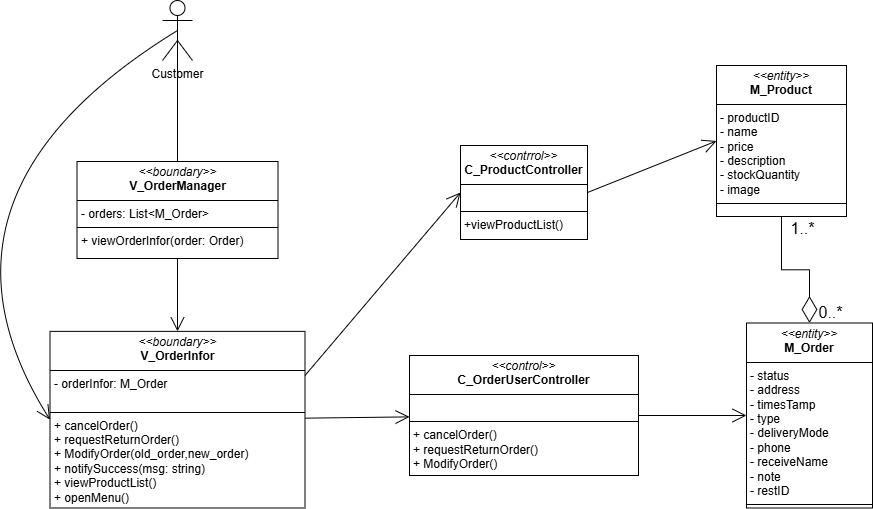 Customer
<<boundary>>
V_OrderManager
- orders: List<M_Order>
+ viewOrderInfor(order: Order)
<<boundary>>
V_OrderInfor
- orderInfor: M_Order
+ cancelOrder()
+ requestReturnOrder()
+ ModifyOrder(old_order,new_order)
+ notifySuccess(msg: string)
+ viewProductList()
+ openMenu()
<<contrrol>>
C_ProductController
+viewProductList()
<<control>>
C_OrderUserController
+ cancelOrder()
+ requestReturnOrder()
+ ModifyOrder()
<<entity>>
M_Product
- productID
- name
- price
- description
- stockQuantity
- image
1..*
0..*
<<entity>>
M_Order
- status
- address
- timesTamp
- type
- deliveryMode
- phone
- receiveName
- note
- restID